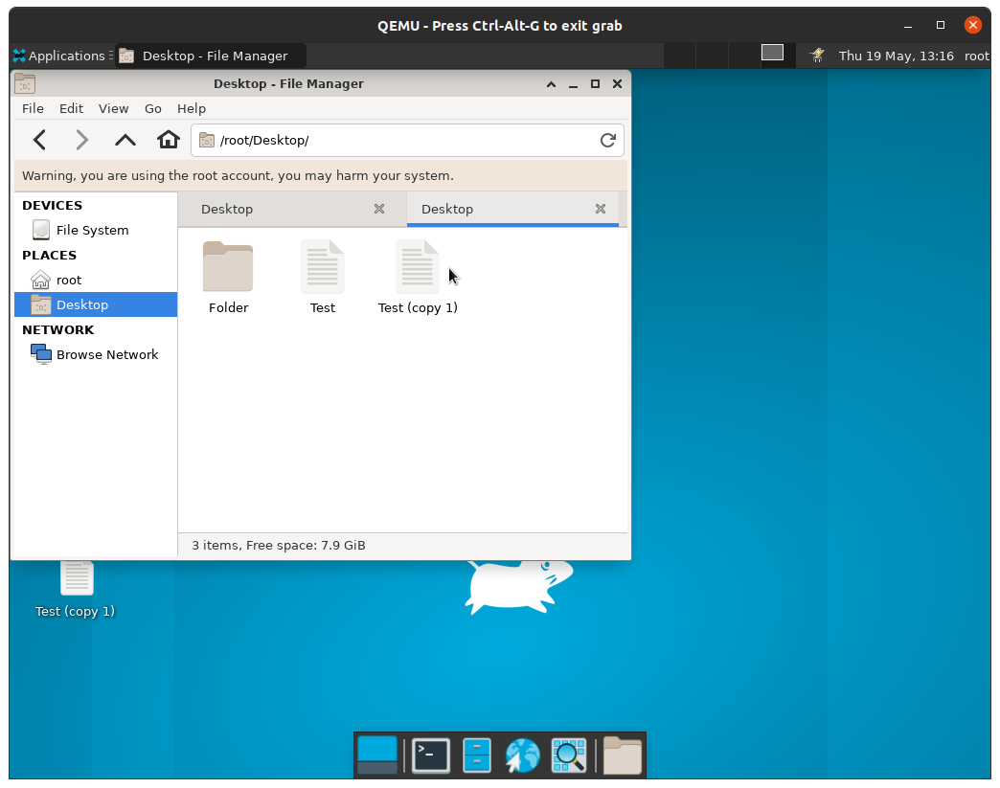 QEMU - Press Ctrl-Alt-G to exit grab
Applications Desktop - File Manager Thu 19 May, 13:16 root
Desktop - File Manager
File Edit View Go Help
/root/Desktop/
Warning, you are using the root account, you may harm your system.
DEVICES
File System
PLACES
root
Desktop
NETWORK
Browse Network
Desktop Desktop
Folder Test Test (copy 1)
3 items, Free space: 7.9 GiB
Test (copy 1)
>_